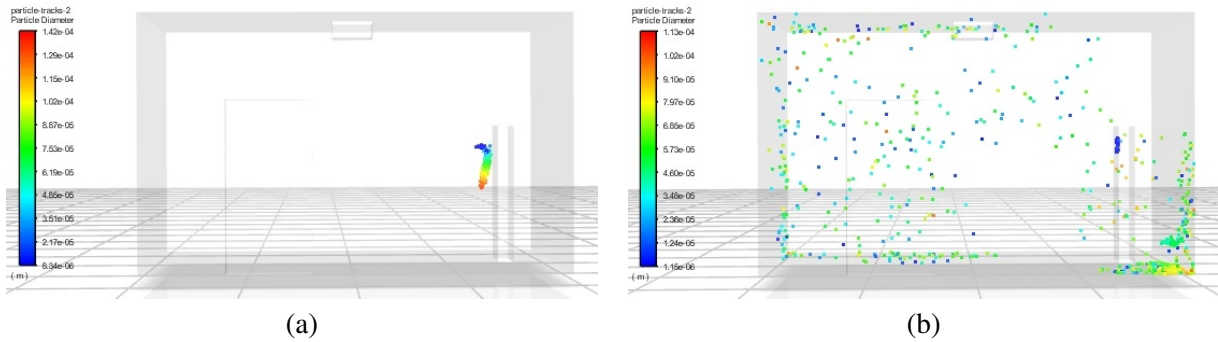 particle-tracks-2
Particle Diameter
1.42e-04
1.29e-04
1.15e-04
1.02e-04
8.87e-05
7.53e-05
6.19e-05
4.85e-05
3.51e-05
2.17e-05
8.34e-06
( m )
(a)
particle-tracks-2
Particle Diameter
1.13e-04
1.02e-04
9.10e-05
7.97e-05
6.85e-05
5.73e-05
4.60e-05
3.48e-05
2.36e-05
1.24e-05
1.15e-06
( m )
(b)